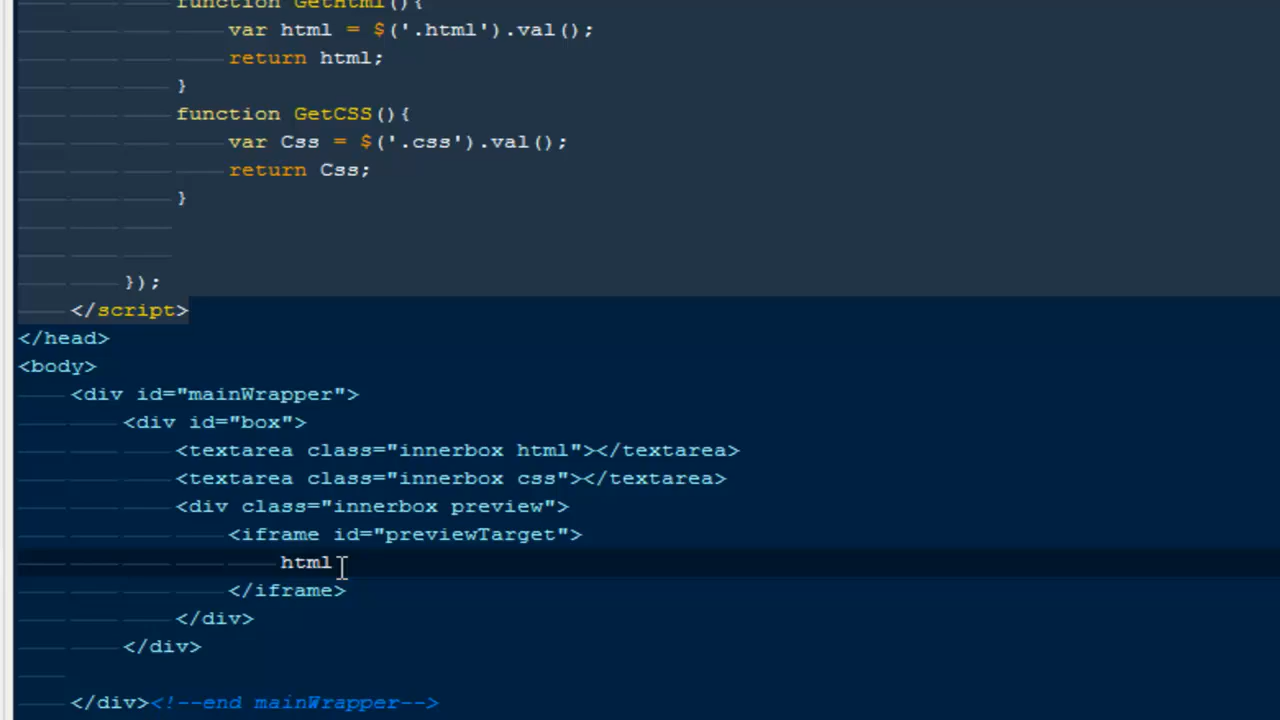 function GetHtml(){
var html = $('.html').val();
return html;
}
function GetCSS(){
var Css = $('.css').val();
return Css;
}
});
</script>
</head>
<body>
<div id="mainWrapper">
<div id="box">
<textarea class="innerbox html"></textarea>
<textarea class="innerbox css"></textarea>
<div class="innerbox preview">
<iframe id="previewTarget">
html
</iframe>
</div>
</div>
</div><!--end mainWrapper-->